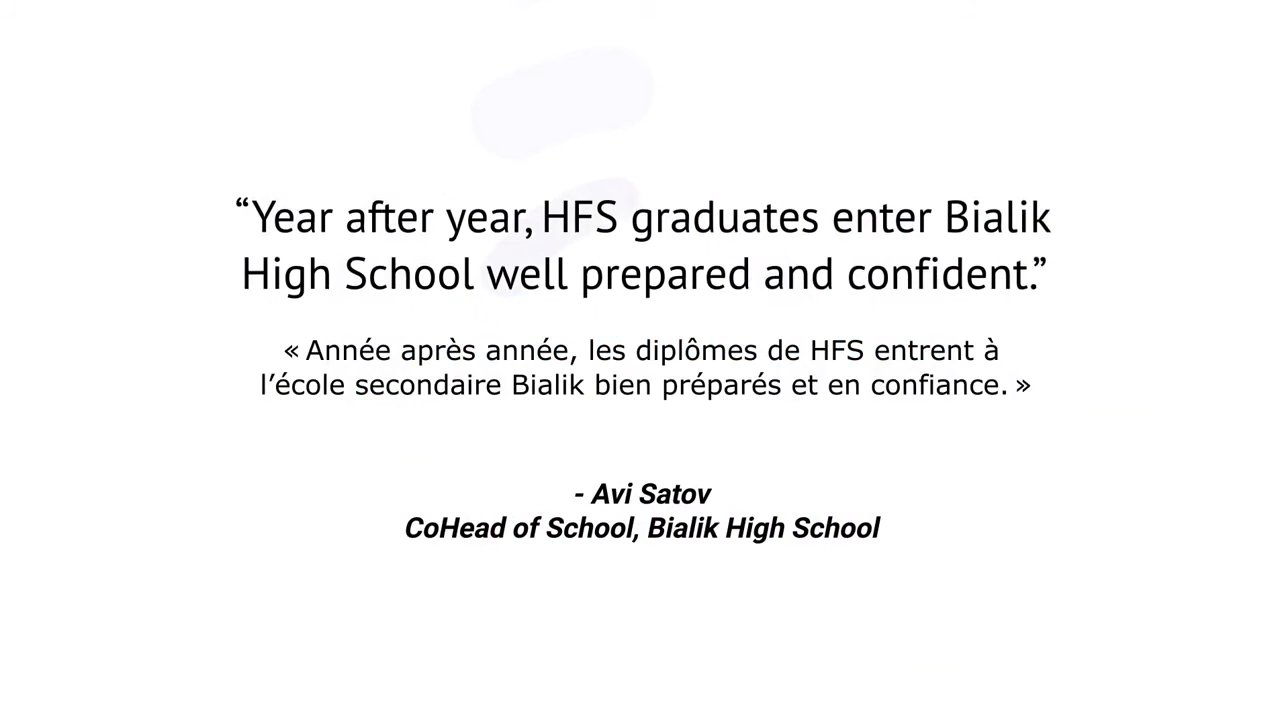 “Year after year, HFS graduates enter Bialik
High School well prepared and confident.”
« Année après année, les diplômes de HFS entrent à
l’école secondaire Bialik bien préparés et en confiance. »
- Avi Satov
CoHead of School, Bialik High School